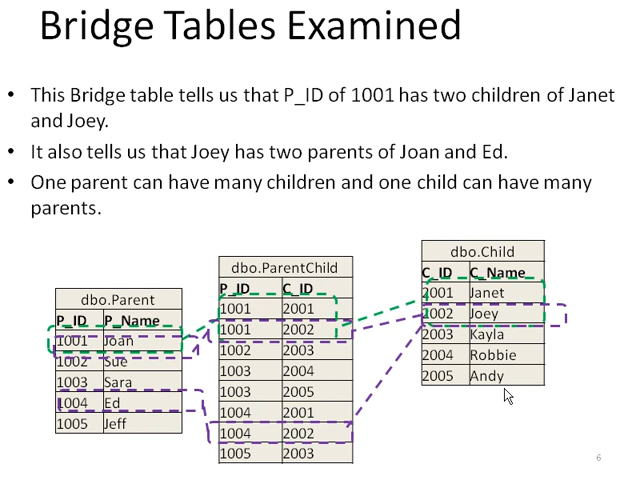 Bridge Tables Examined
• This Bridge table tells us that P_ID of 1001 has two children of Janet
and Joey.
• It also tells us that Joey has two parents of Joan and Ed.
• One parent can have many children and one child can have many
parents.
dbo.Parent
P_ID P_Name
1001 Joan
1002 Sue
1003 Sara
1004 Ed
1005 Jeff
dbo.ParentChild
P_ID C_ID
1001 2001
1001 2002
1002 2003
1003 2004
1003 2005
1004 2001
1004 2002
1005 2003
dbo.Child
C_ID C_Name
2001 Janet
2002 Joey
2003 Kayla
2004 Robbie
2005 Andy
6